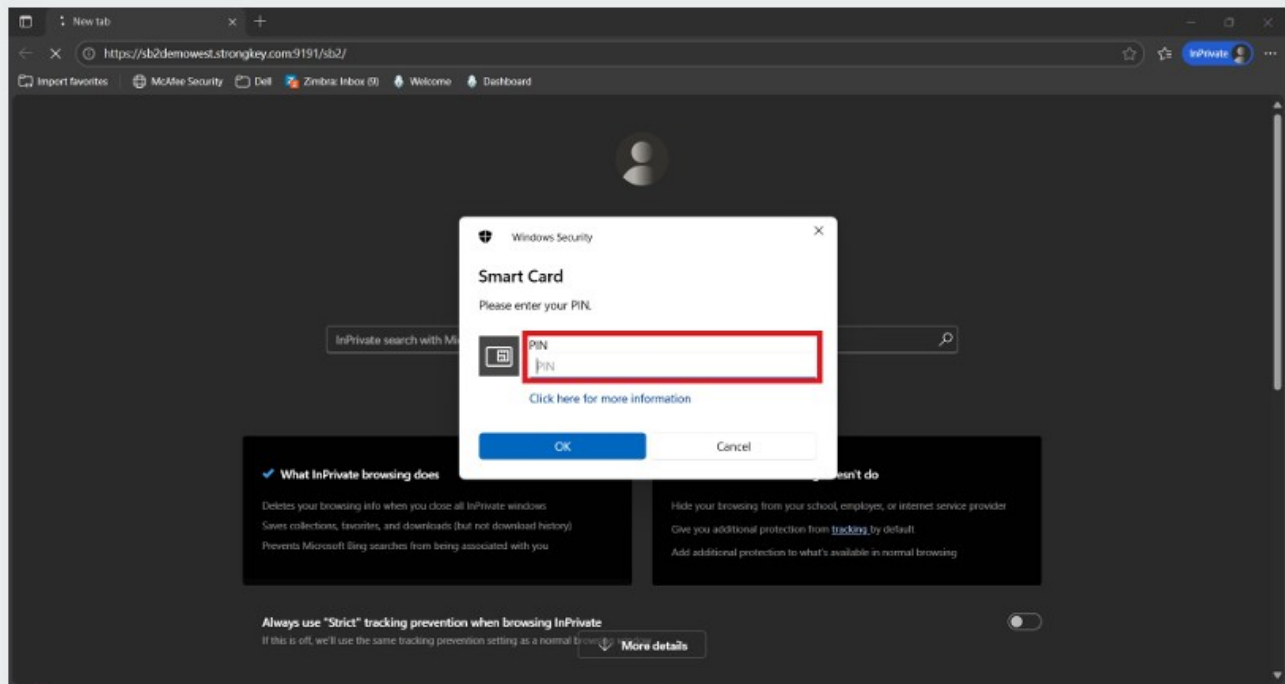 New tab
https://sb2demowest.strongkey.com:9191/sb2/
InPrivate
Import favorites McAfee Security Dell Zimbra: Inbox (9) Welcome Dashboard
Windows Security
Smart Card
Please enter your PIN.
InPrivate search with Mi
PIN
PIN
Click here for more information
OK Cancel
What InPrivate browsing does
Deletes your browsing info when you close all InPrivate windows
Saves collections, favorites, and downloads (but not download history)
Prevents Microsoft Bing searches from being associated with you
esn't do
Hide your browsing from your school, employer, or internet service provider
Give you additional protection from tracking by default
Add additional protection to what's available in normal browsing
Always use "Strict" tracking prevention when browsing InPrivate
If this is off, we'll use the same tracking prevention setting as a normal
More details